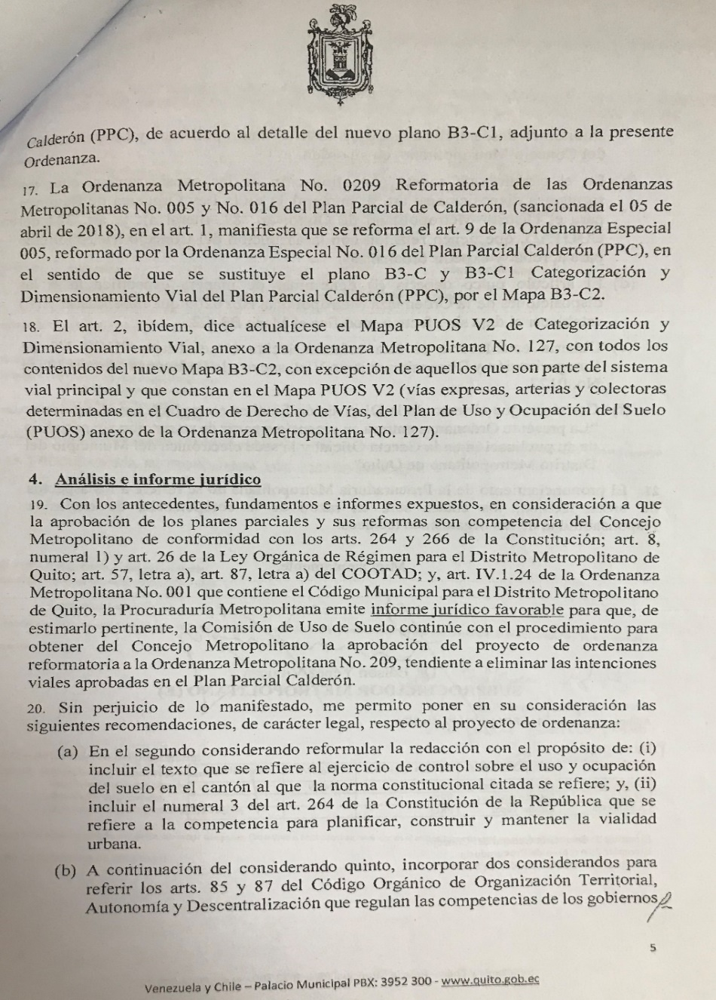 Calderón (PPC), de acuerdo al detalle del nuevo plano B3-C1, adjunto a la presente
Ordenanza.
17. La Ordenanza Metropolitana No. 0209 Reformatoria de las Ordenanzas
Metropolitanas No. 005 y No. 016 del Plan Parcial de Calderón, (sancionada el 05 de
abril de 2018), en el art. 1, manifiesta que se reforma el art. 9 de la Ordenanza Especial
005, reformado por la Ordenanza Especial No. 016 del Plan Parcial Calderón (PPC), en
el sentido de que se sustituye el plano B3-C y B3-C1 Categorización y
Dimensionamiento Vial del Plan Parcial Calderón (PPC), por el Mapa B3-C2.
18. El art. 2, ibídem, dice actualícese el Mapa PUOS V2 de Categorización y
Dimensionamiento Vial, anexo a la Ordenanza Metropolitana No. 127, con todos los
contenidos del nuevo Mapa B3-C2, con excepción de aquellos que son parte del sistema
vial principal y que constan en el Mapa PUOS V2 (vías expresas, arterias y colectoras
determinadas en el Cuadro de Derecho de Vías, del Plan de Uso y Ocupación del Suelo
(PUOS) anexo de la Ordenanza Metropolitana No. 127).
4. Análisis e informe jurídico
19. Con los antecedentes, fundamentos e informes expuestos, en consideración a que
la aprobación de los planes parciales y sus reformas son competencia del Concejo
Metropolitano de conformidad con los arts. 264 y 266 de la Constitución; art. 8,
numeral 1) y art. 26 de la Ley Orgánica de Régimen para el Distrito Metropolitano de
Quito; art. 57, letra a), art. 87, letra a) del COOTAD; y, art. IV.1.24 de la Ordenanza
Metropolitana No. 001 que contiene el Código Municipal para el Distrito Metropolitano
de Quito, la Procuraduría Metropolitana emite informe jurídico favorable para que, de
estimarlo pertinente, la Comisión de Uso de Suelo continúe con el procedimiento para
obtener del Concejo Metropolitano la aprobación del proyecto de ordenanza
reformatoria a la Ordenanza Metropolitana No. 209, tendiente a eliminar las intenciones
viales aprobadas en el Plan Parcial Calderón.
20. Sin perjuicio de lo manifestado, me permito poner en su consideración las
siguientes recomendaciones, de carácter legal, respecto al proyecto de ordenanza:
(a) En el segundo considerando reformular la redacción con el propósito de: (i)
incluir el texto que se refiere al ejercicio de control sobre el uso y ocupación
del suelo en el cantón al que la norma constitucional citada se refiere; y, (ii)
incluir el numeral 3 del art. 264 de la Constitución de la República que se
refiere a la competencia para planificar, construir y mantener la vialidad
urbana.
(b) A continuación del considerando quinto, incorporar dos considerandos para
referir los arts. 85 y 87 del Código Orgánico de Organización Territorial,
Autonomía y Descentralización que regulan las competencias de los gobiernos
5
Venezuela y Chile – Palacio Municipal PBX: 3952 300 - www.quito.gob.ec